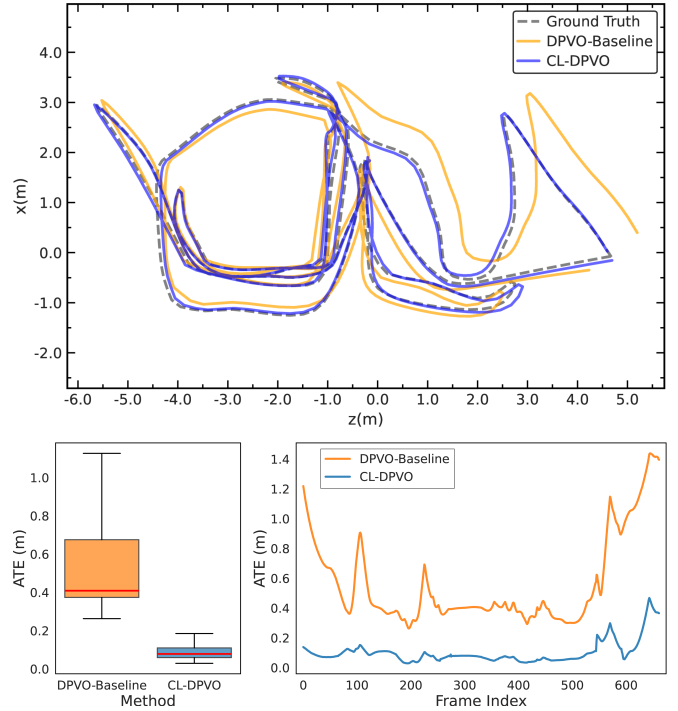 Ground Truth
DPVO-Baseline
CL-DPVO
4.0
3.0
2.0
1.0
0.0
-1.0
-2.0
x(m)
-6.0 -5.0 -4.0 -3.0 -2.0 -1.0 0.0 1.0 2.0 3.0 4.0 5.0
z(m)
1.0
0.8
0.6
0.4
0.2
0.0
ATE (m)
DPVO-Baseline CL-DPVO
Method
DPVO-Baseline
CL-DPVO
1.4
1.2
1.0
0.8
0.6
0.4
0.2
0.0
ATE (m)
0 100 200 300 400 500 600
Frame Index